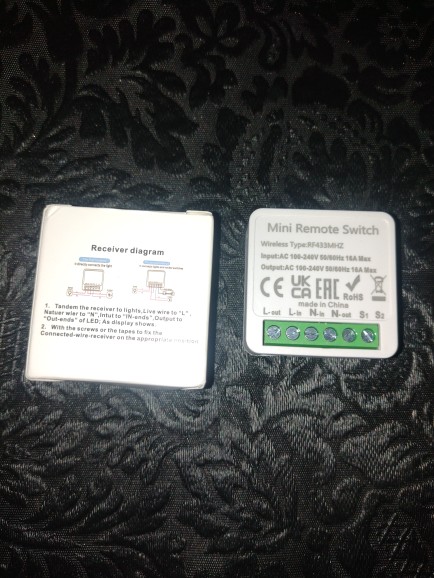 Receiver diagram
1. Tandem the receiver to lights,Live wire to "L",
Natuer wier to "N",Intut to "IN-ends",Output to
"Out-ends" of LED; As display shows
2. With the screws or the tapes to fix the
Connected-wire-receiver on the appropriate
Mini Remote Switch
Wireless Type:RF433MHZ
Input:AC 100-240V 50/60Hz 16A Max
Output:AC 100-240V 50/60Hz 16A Max
CE UK CA EAC RoHS
made in China
L-out L-in N-in N-out S1 S2